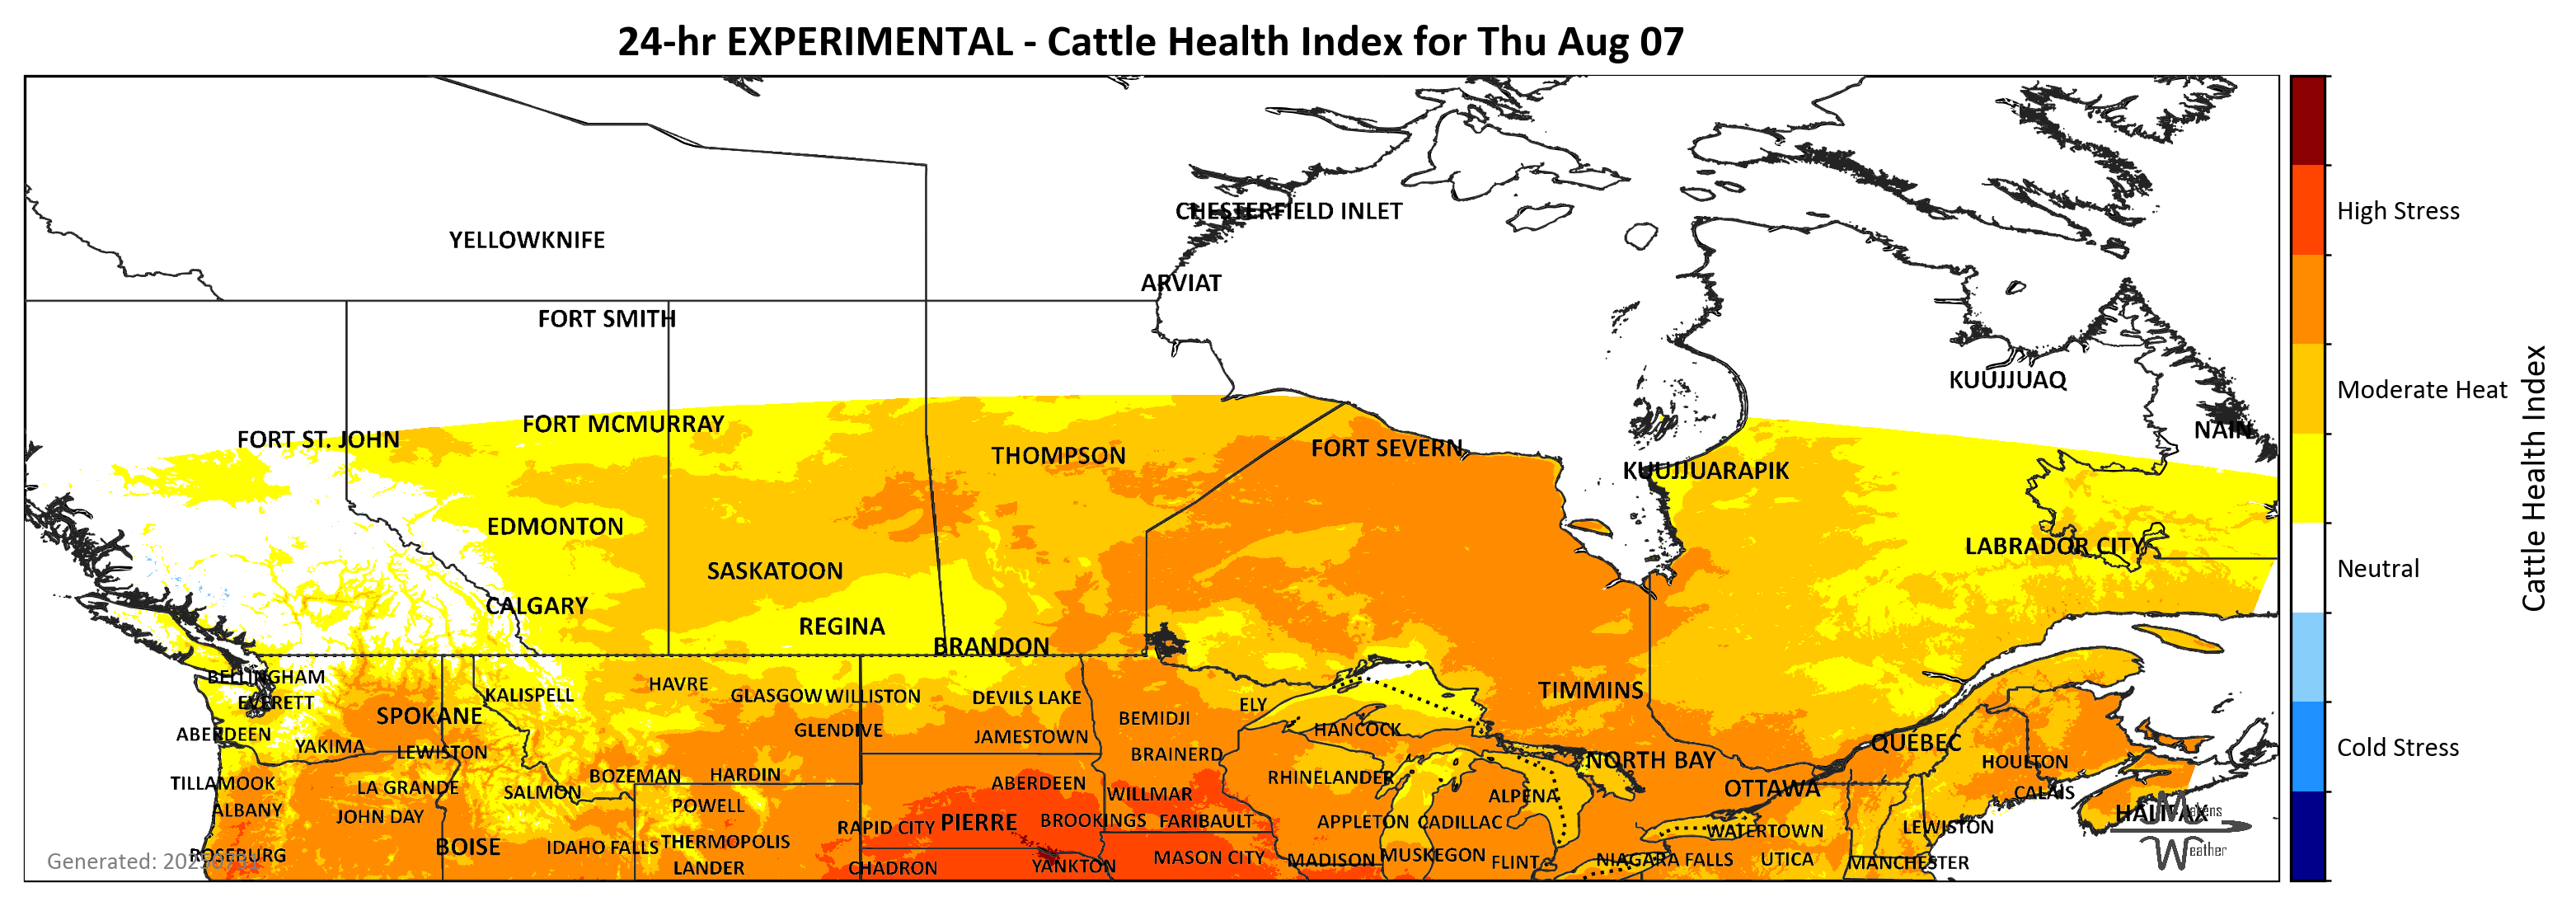 24-hr EXPERIMENTAL - Cattle Health Index for Thu Aug 07
CHESTERFIELD INLET
YELLOWKNIFE
High Stress
ARVIAT
FORT SMITH
KUUJJUAQ
Moderate Heat
FORT MCMURRAY
NAIN
FORT ST. JOHN
FORT SEVERN
THOMPSON
KUUJJUARAPIK
Cattle Health Index
EDMONTON
LABRADOR CITY
SASKATOON
Neutral
CALGARY
REGINA
BRANDON
BELLINGHAM
HAVRE
KALISPELL
GLASGOW
WILLISTON
DEVILS LAKE
TIMMINS
EVERETT
ELY
SPOKANE
BEMIDJI
ABERDEEN
GLENDIVE
JAMESTOWN
HANCOCK
QUEBEC
YAKIMA
LEWISTON
BRAINERD
Cold Stress
NORTH BAY
HOULTON
BOZEMAN
HARDIN
RHINELANDER
TILLAMOOK
LA GRANDE
SALMON
ABERDEEN
WILLMAR
ALPENA
OTTAWA
CALAIS
ALBANY
JOHN DAY
POWELL
HALIFAX
Makens
RAPID CITY
PIERRE
BROOKINGS
FARIBAULT
APPLETON
CADILLAC
WATERTOWN
LEWISTON
BOISE
IDAHO FALLS
THERMOPOLIS
Weather
ROSEBURG
Generated:
LANDER
CHADRON
YANKTON
MASON CITY
MADISON
MUSKEGON
FLINT
NIAGARA FALLS
UTICA
MANCHESTER